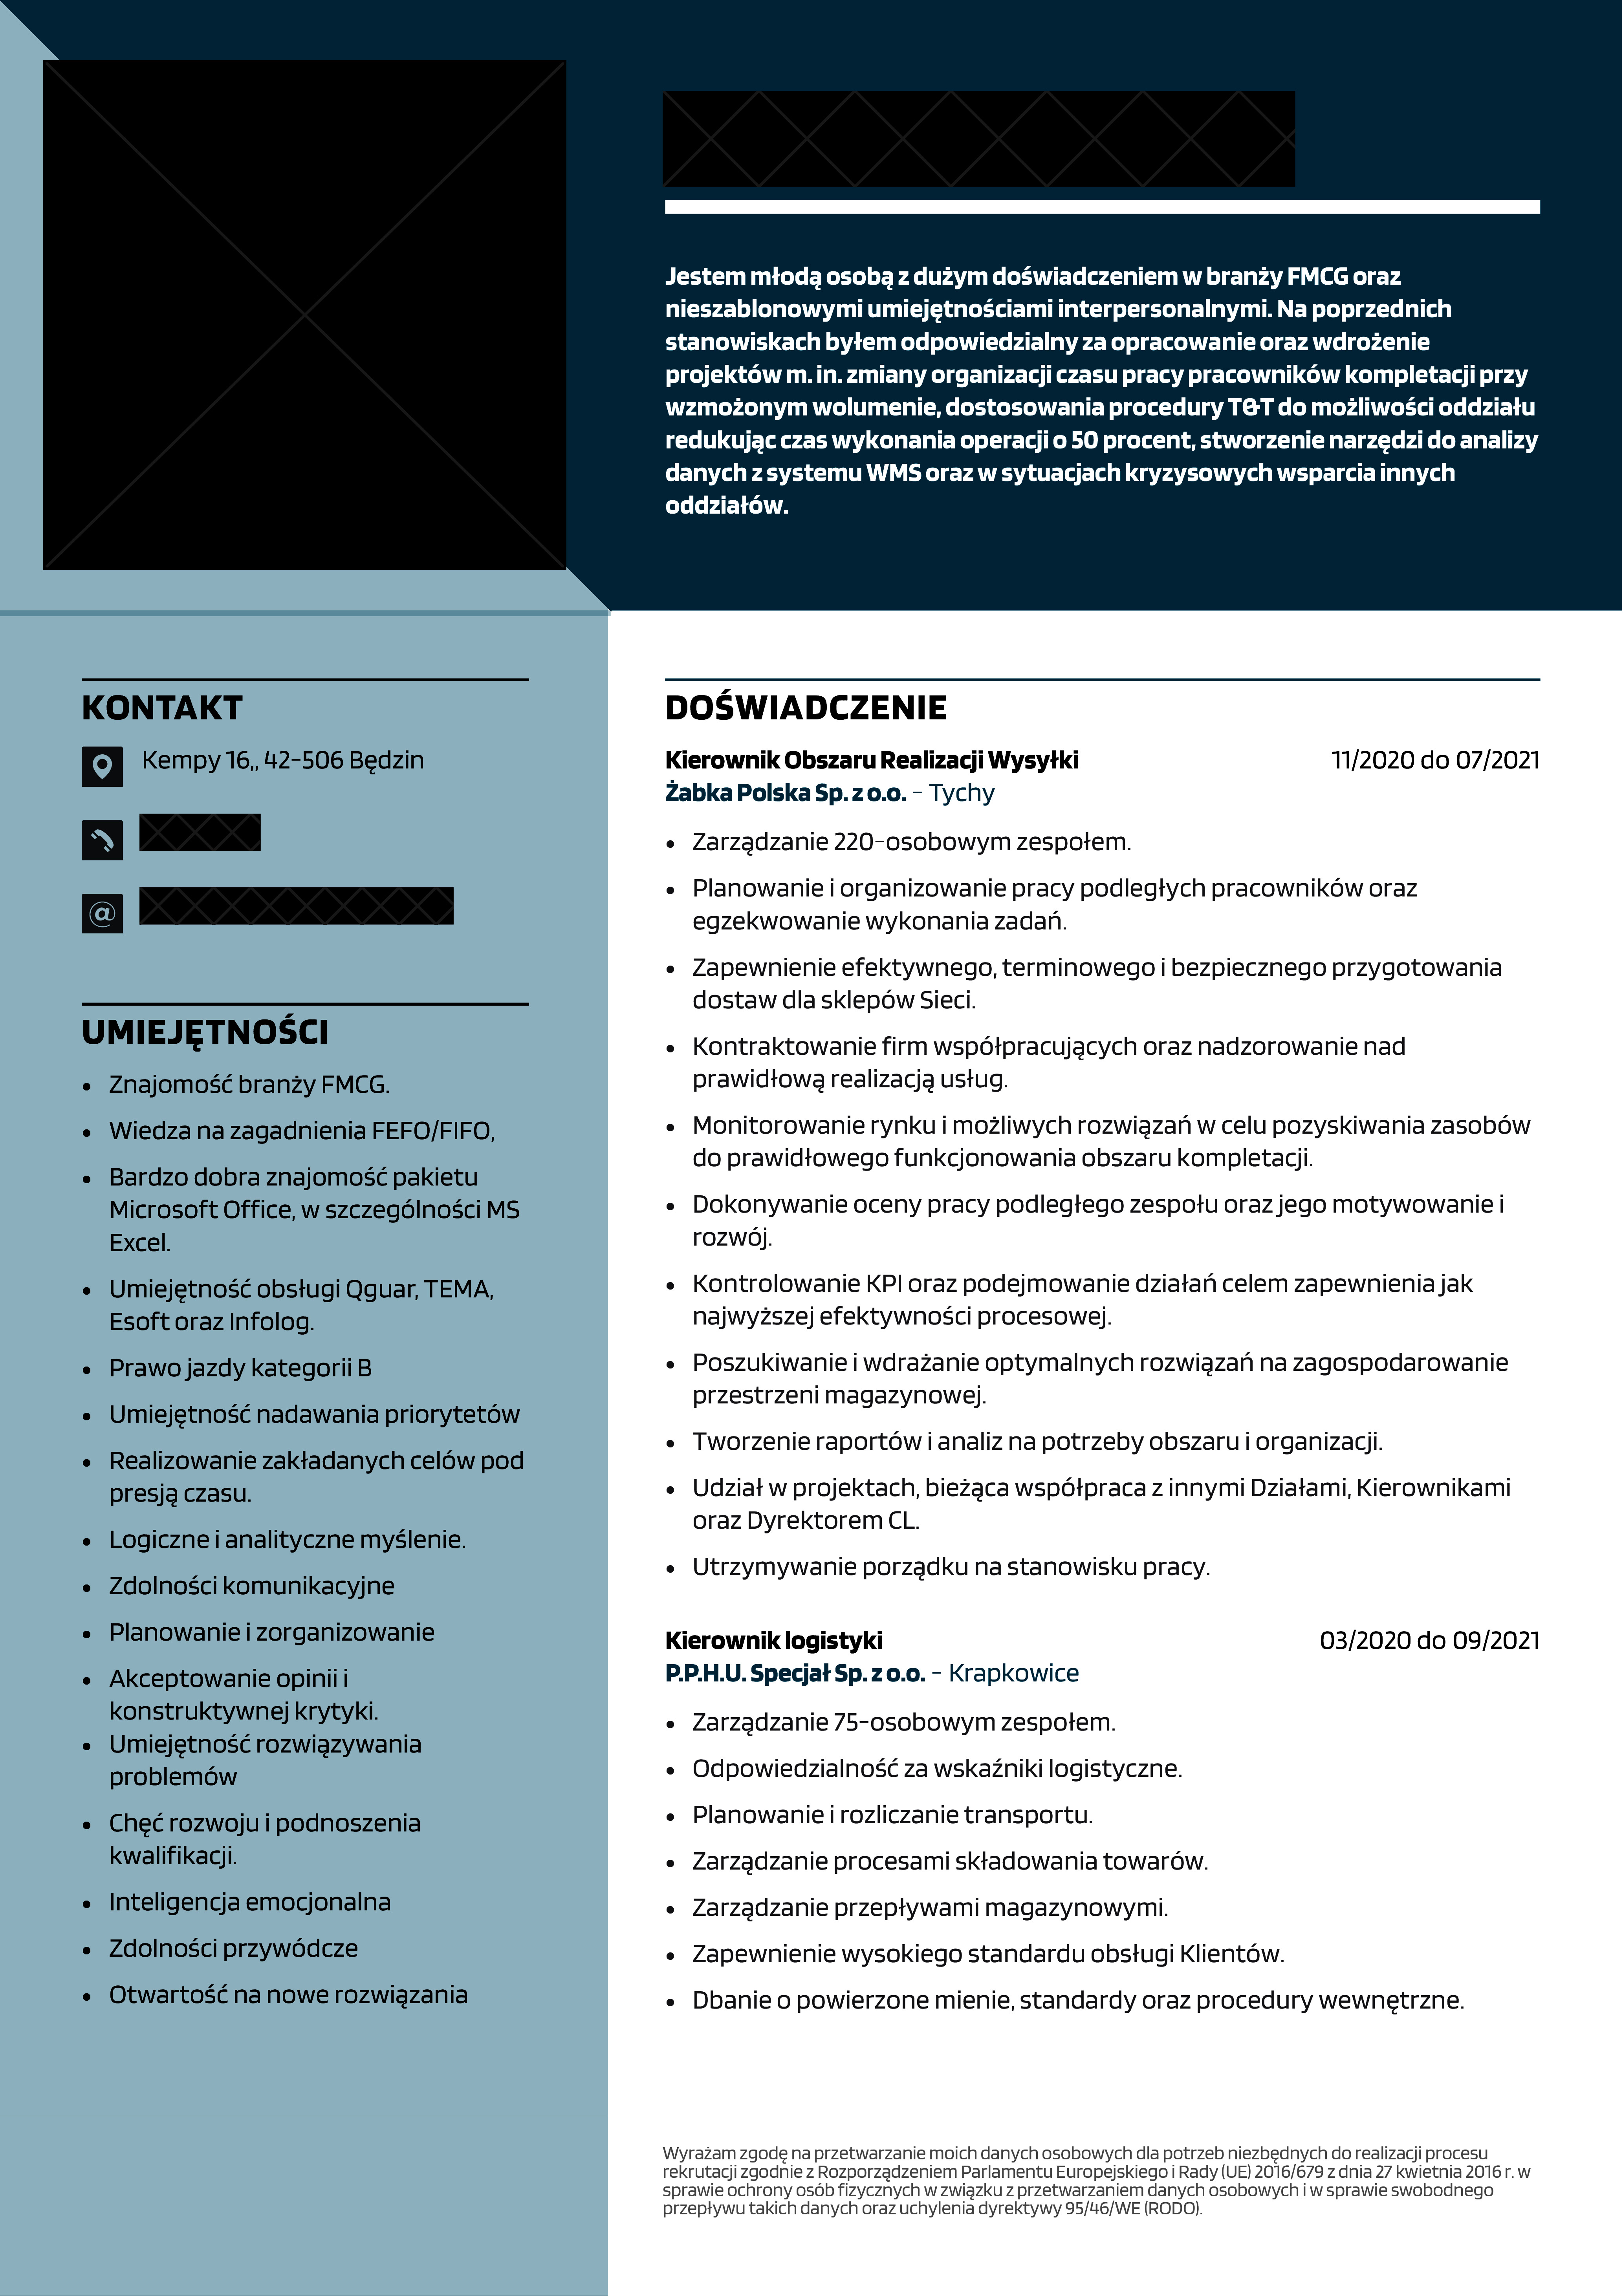 Jestem młodą osobą z dużym doświadczeniem w branży FMCG oraz
nieszablonowymi umiejętnościami interpersonalnymi. Na poprzednich
stanowiskach byłem odpowiedzialny za opracowanie oraz wdrożenie
projektów m. in. zmiany organizacji czasu pracy pracowników kompletacji przy
wzmożonym wolumenie, dostosowania procedury T&T do możliwości oddziału
redukując czas wykonania operacji o 50 procent, stworzenie narzędzi do analizy
danych z systemu WMS oraz w sytuacjach kryzysowych wsparcia innych
oddziałów.
KONTAKT
Kempy 16,, 42-506 Będzin
@
UMIEJĘTNOŚCI
• Znajomość branży FMCG.
• Wiedza na zagadnienia FEFO/FIFO,
• Bardzo dobra znajomość pakietu
Microsoft Office, w szczególności MS
Excel.
• Umiejętność obsługi Qguar, TEMA,
Esoft oraz Infolog.
• Prawo jazdy kategorii B
• Umiejętność nadawania priorytetów
• Realizowanie zakładanych celów pod
presją czasu.
• Logiczne i analityczne myślenie.
• Zdolności komunikacyjne
• Planowanie i zorganizowanie
• Akceptowanie opinii i
konstruktywnej krytyki.
• Umiejętność rozwiązywania
problemów
• Chęć rozwoju i podnoszenia
kwalifikacji.
• Inteligencja emocjonalna
• Zdolności przywódcze
• Otwartość na nowe rozwiązania
DOŚWIADCZENIE
Kierownik Obszaru Realizacji Wysyłki 11/2020 do 07/2021
Żabka Polska Sp. z o.o. - Tychy
• Zarządzanie 220-osobowym zespołem.
• Planowanie i organizowanie pracy podległych pracowników oraz
egzekwowanie wykonania zadań.
• Zapewnienie efektywnego, terminowego i bezpiecznego przygotowania
dostaw dla sklepów Sieci.
• Kontraktowanie firm współpracujących oraz nadzorowanie nad
prawidłową realizacją usług.
• Monitorowanie rynku i możliwych rozwiązań w celu pozyskiwania zasobów
do prawidłowego funkcjonowania obszaru kompletacji.
• Dokonywanie oceny pracy podległego zespołu oraz jego motywowanie i
rozwój.
• Kontrolowanie KPI oraz podejmowanie działań celem zapewnienia jak
najwyższej efektywności procesowej.
• Poszukiwanie i wdrażanie optymalnych rozwiązań na zagospodarowanie
przestrzeni magazynowej.
• Tworzenie raportów i analiz na potrzeby obszaru i organizacji.
• Udział w projektach, bieżąca współpraca z innymi Działami, Kierownikami
oraz Dyrektorem CL.
• Utrzymywanie porządku na stanowisku pracy.
Kierownik logistyki 03/2020 do 09/2021
P.P.H.U. Specjał Sp. z o.o. - Krapkowice
• Zarządzanie 75-osobowym zespołem.
• Odpowiedzialność za wskaźniki logistyczne.
• Planowanie i rozliczanie transportu.
• Zarządzanie procesami składowania towarów.
• Zarządzanie przepływami magazynowymi.
• Zapewnienie wysokiego standardu obsługi Klientów.
• Dbanie o powierzone mienie, standardy oraz procedury wewnętrzne.
Wyrażam zgodę na przetwarzanie moich danych osobowych dla potrzeb niezbędnych do realizacji procesu
rekrutacji zgodnie z Rozporządzeniem Parlamentu Europejskiego i Rady (UE) 2016/679 z dnia 27 kwietnia 2016 r. w
sprawie ochrony osób fizycznych w związku z przetwarzaniem danych osobowych i w sprawie swobodnego
przepływu takich danych oraz uchylenia dyrektywy 95/46/WE (RODO).